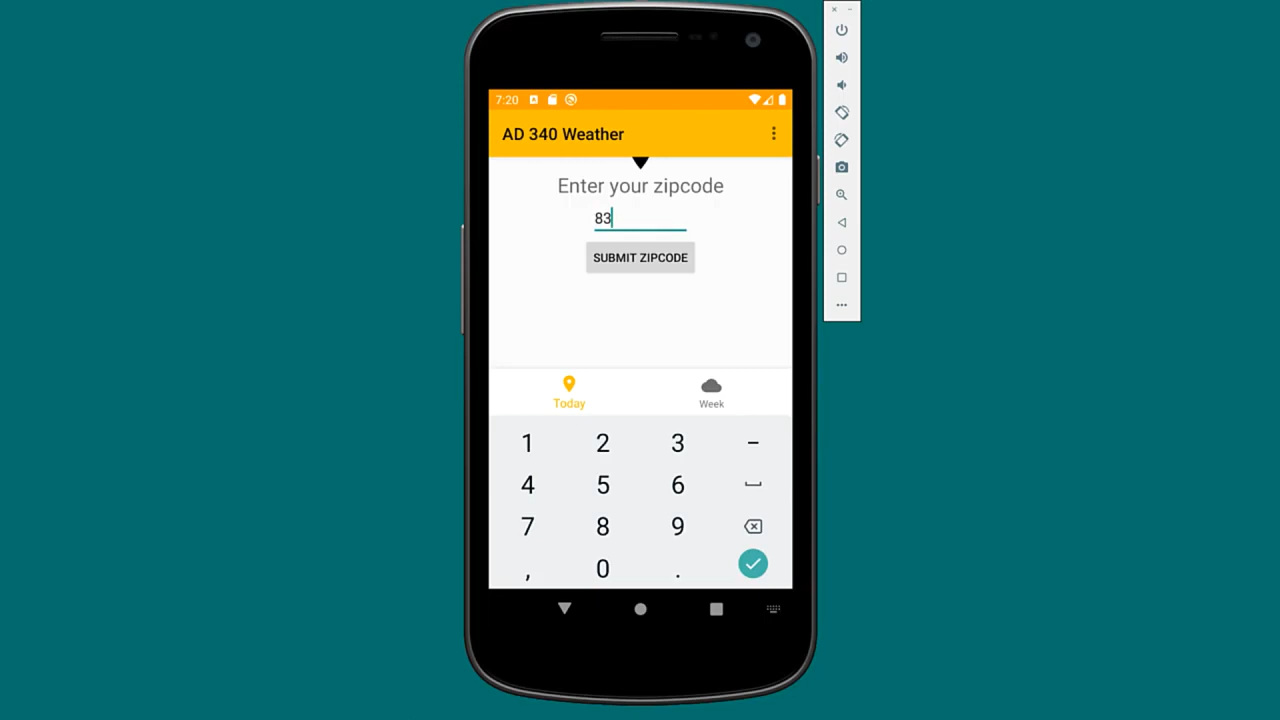 7:20
AD 340 Weather
Enter your zipcode
83
SUBMIT ZIPCODE
Today
Week
1 2 3 –
4 5 6
7 8 9
, 0 .